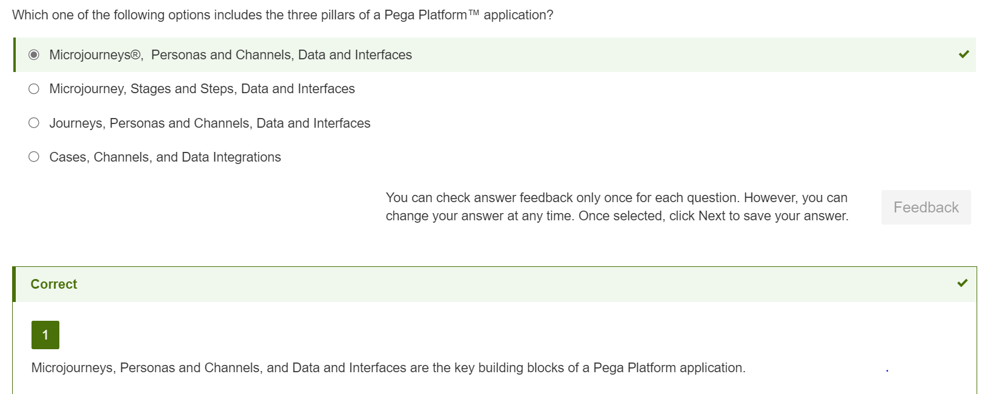 Which one of the following options includes the three pillars of a Pega Platform™ application?
Microjourneys®,  Personas and Channels, Data and Interfaces
Microjourney, Stages and Steps, Data and Interfaces
Journeys, Personas and Channels, Data and Interfaces
Cases, Channels, and Data Integrations
You can check answer feedback only once for each question. However, you can
change your answer at any time. Once selected, click Next to save your answer.
Feedback
Correct
1
Microjourneys, Personas and Channels, and Data and Interfaces are the key building blocks of a Pega Platform application.